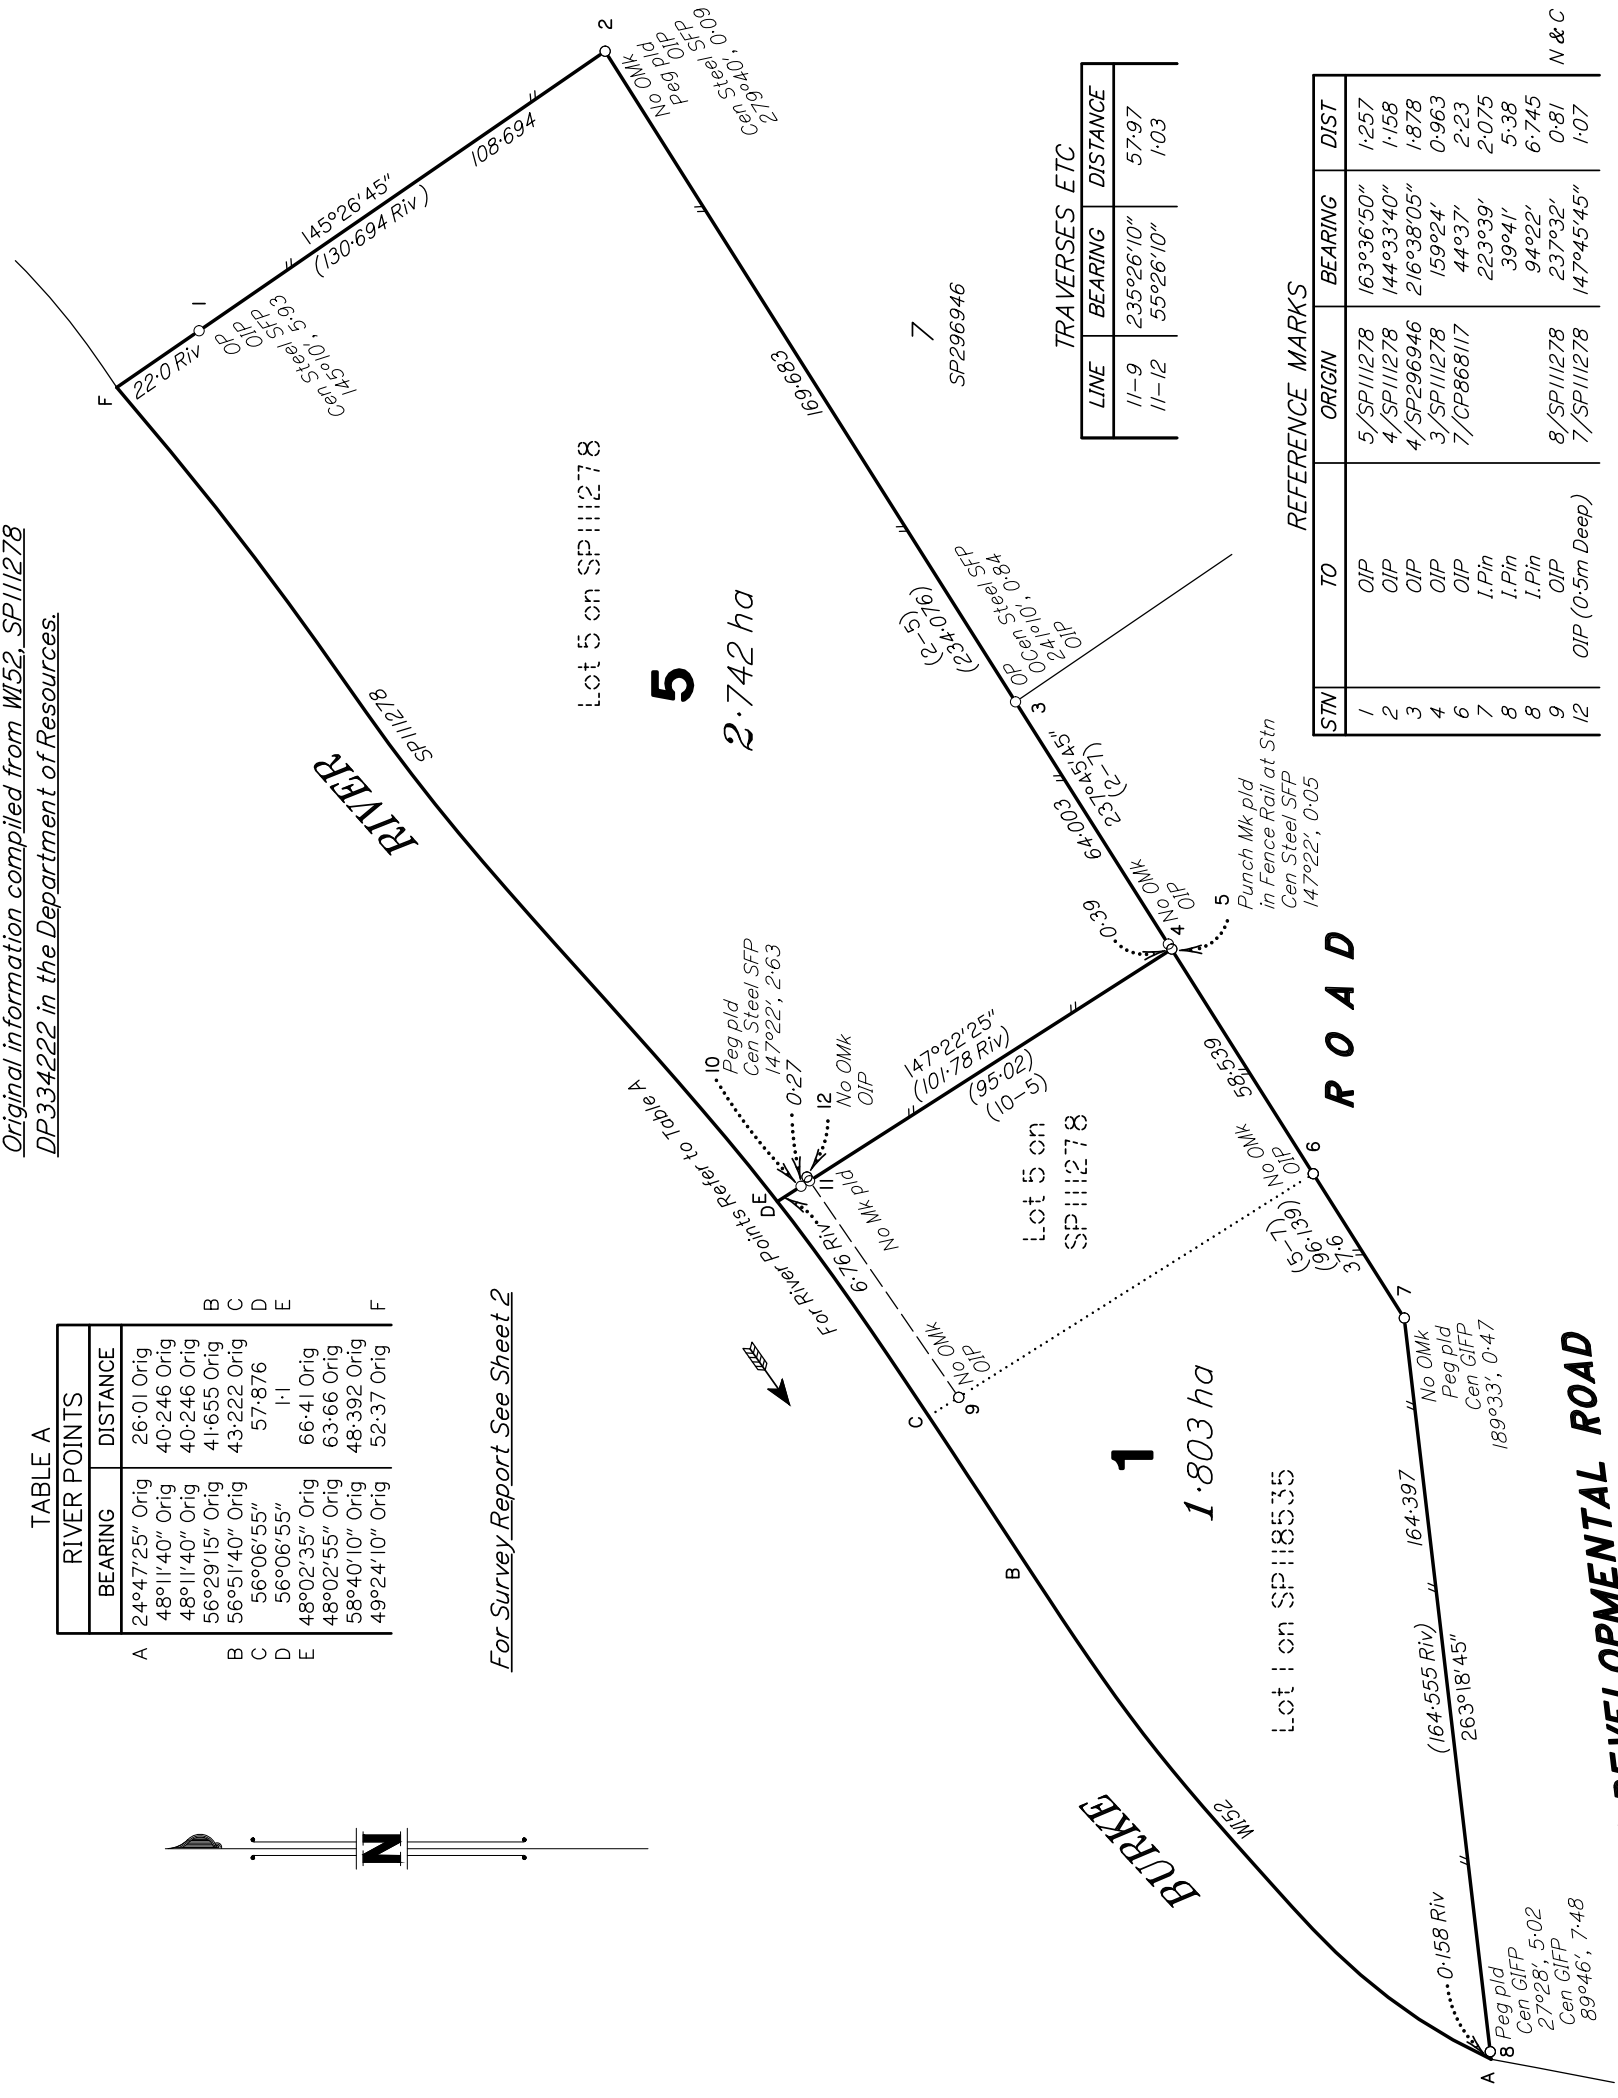 Original information compiled from W152, SP111278
DP334222 in the Department of Resources.
TABLE A
RIVER POINTS
BEARING DISTANCE
A 24°47'25" Orig 26·01 Orig
48°11'40" Orig 40·246 Orig
48°11'40" Orig 40·246 Orig
56°29'15" Orig 41·655 Orig B
B 56°51'40" Orig 43·222 Orig C
C 56°06'55" 57·876 D
D 56°06'55" 1·1 E
E 48°02'35" Orig 66·41 Orig
48°02'55" Orig 63·66 Orig
58°40'10" Orig 48·392 Orig
49°24'10" Orig 52·37 Orig F
For Survey Report See Sheet 2
N
RIVER
SP111278
F
22·0 Riv
1
OP
OIP
Cen Steel SFP
145°10', 5·93
145°26'45"
(130·694 Riv)
108·694
2
No OMk
Peg pld
OIP
Cen Steel SFP
279°40', 0·09
Lot 5 on SP111278
5
2·742 ha
169·683
(2-5)
(234·076)
7
SP296946
OP
Ocen Steel SFP
241°10', 0·84
OIP
3
64·003
237°45'45"
(2-7)
0·39
No OMk
OIP
4
5
Punch Mk pld
in Fence Rail at Stn
Cen Steel SFP
147°22', 0·05
10
Peg pld
Cen Steel SFP
147°22', 2·63
0·27
12
No OMk
OIP
D E
11
No Mk pld
6·76 Riv
For River Points Refer to Table A
147°22'25"
(101·78 Riv)
(95·02)
(10-5)
Lot 5 on
SP111278
58·539
ROAD
No OMk
OIP
6
(5-7)
(96·139)
37·6
7
No OMk
Peg pld
Cen GIFP
189°33', 0·47
C
No OMk
OIP
9
B
1
1·803 ha
Lot 1 on SP118535
BURKE
W152
164·397
(164·555 Riv)
263°18'45"
0·158 Riv
A
8
Peg pld
Cen GIFP
27°28', 5·02
Cen GIFP
89°46', 7·48
DEVELOPMENTAL ROAD
TRAVERSES ETC
LINE BEARING DISTANCE
11-9 235°26'10" 57·97
11-12 55°26'10" 1·03
REFERENCE MARKS
STN TO ORIGIN BEARING DIST
1 OIP 5/SP111278 163°36'50" 1·257
2 OIP 4/SP111278 144°33'40" 1·158
3 OIP 4/SP296946 216°38'05" 1·878
4 OIP 3/SP111278 159°24' 0·963
6 OIP 7/CP868117 44°37' 2·23
7 I.Pin 223°39' 2·075
8 I.Pin 39°41' 5·38
8 I.Pin 94°22' 6·745
9 OIP 8/SP111278 237°32' 0·81 N & C
12 OIP (0·5m Deep) 7/SP111278 147°45'45" 1·07